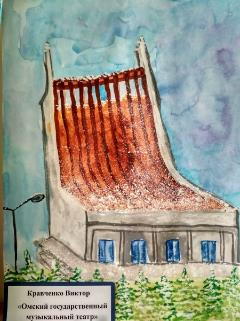 Кравченко Виктор
«Омский государственный
музыкальный театр»